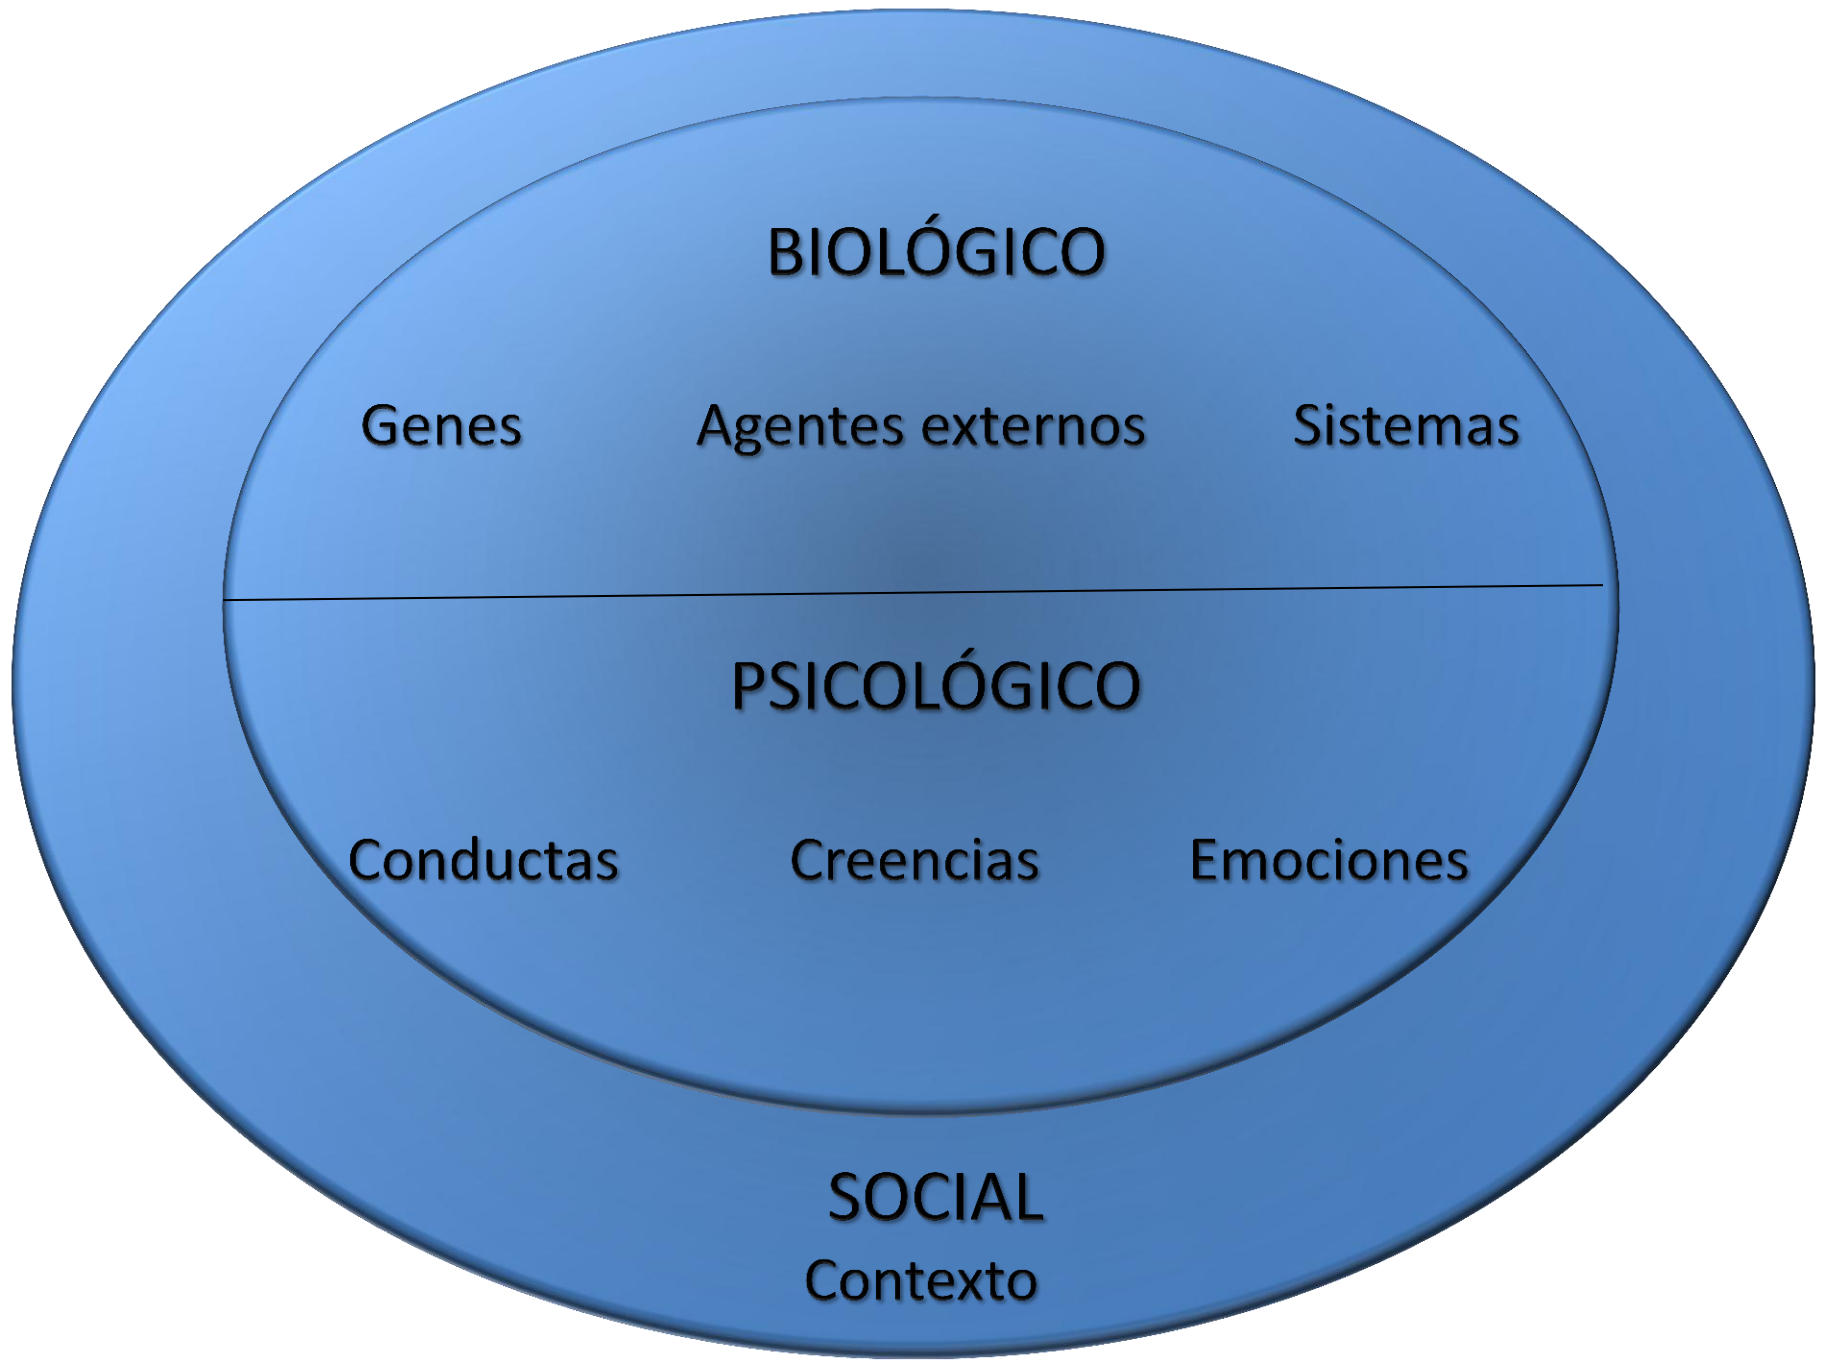 BIOLÓGICO
Genes Agentes externos Sistemas
PSICOLÓGICO
Conductas Creencias Emociones
SOCIAL
Contexto